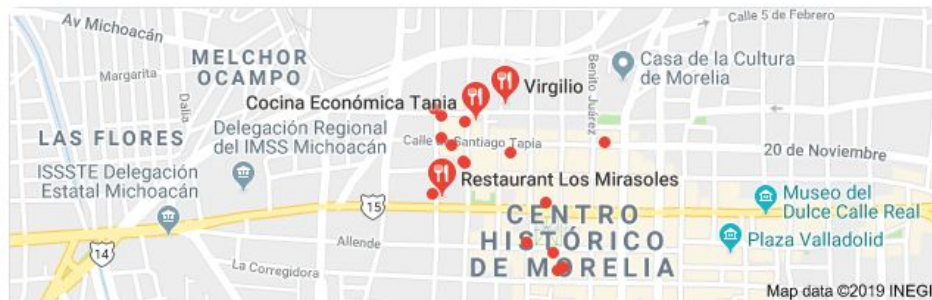 Av Michoacán
Calle 5 de Febrero
MELCHOR
OCAMPO
Margarita
Dalia
Benito Juárez
Casa de la Cultura
de Morelia
Virgilio
Cocina Económica Tania
LAS FLORES
Delegación Regional
del IMSS Michoacán
Calle Santiago Tapia
20 de Noviembre
ISSSTE Delegación
Estatal Michoacán
Restaurant Los Mirasoles
15
Museo del
Dulce Calle Real
CENTRO
HISTÓRICO
DE MORELIA
Plaza Valladolid
14
Allende
La Corregidora
Map data ©2019 INEGI